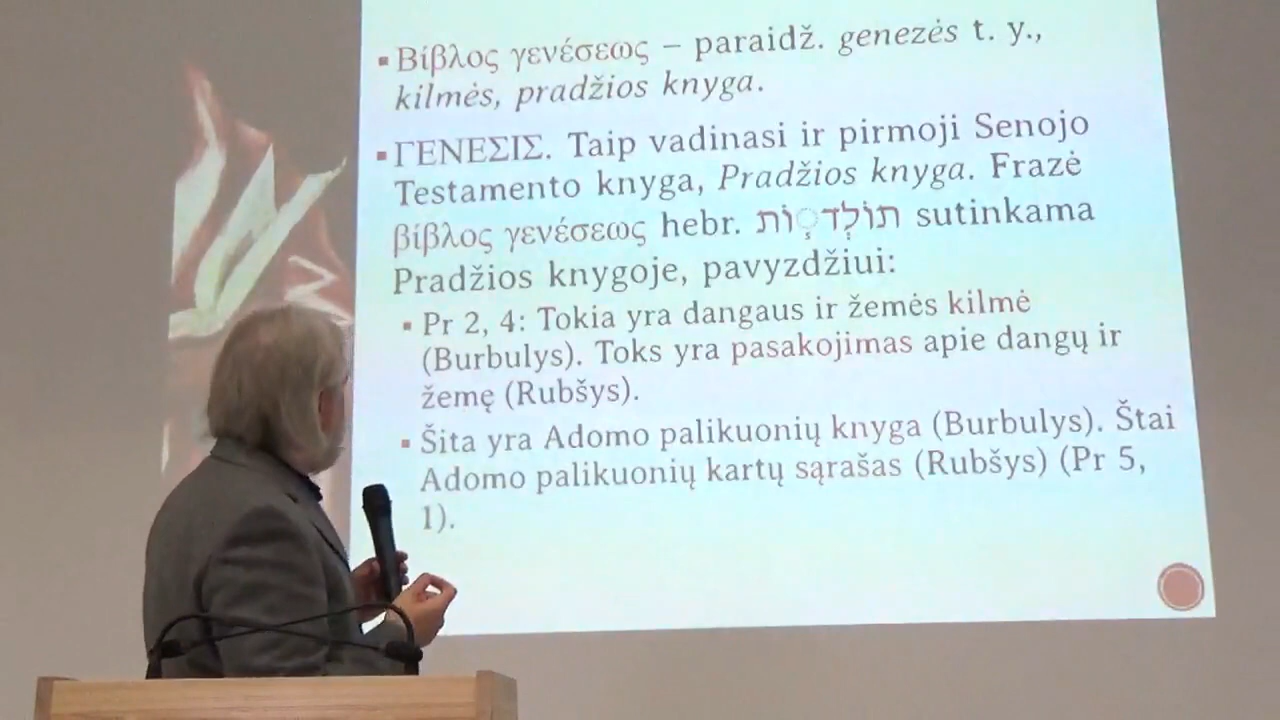 Βίβλος γενέσεως – paraidž. genezės t. y.,
kilmės, pradžios knyga.
ΓΕΝΕΣΙΣ. Taip vadinasi ir pirmoji Senojo
Testamento knyga, Pradžios knyga. Frazė
βίβλος γενέσεως hebr. תוֹלְד֧וֹת sutinkama
Pradžios knygoje, pavyzdžiui:
Pr 2, 4: Tokia yra dangaus ir žemės kilmė
(Burbulys). Toks yra pasakojimas apie dangų ir
žemę (Rubšys).
Šita yra Adomo palikuonių knyga (Burbulys). Štai
Adomo palikuonių kartų sąrašas (Rubšys) (Pr 5,
1).